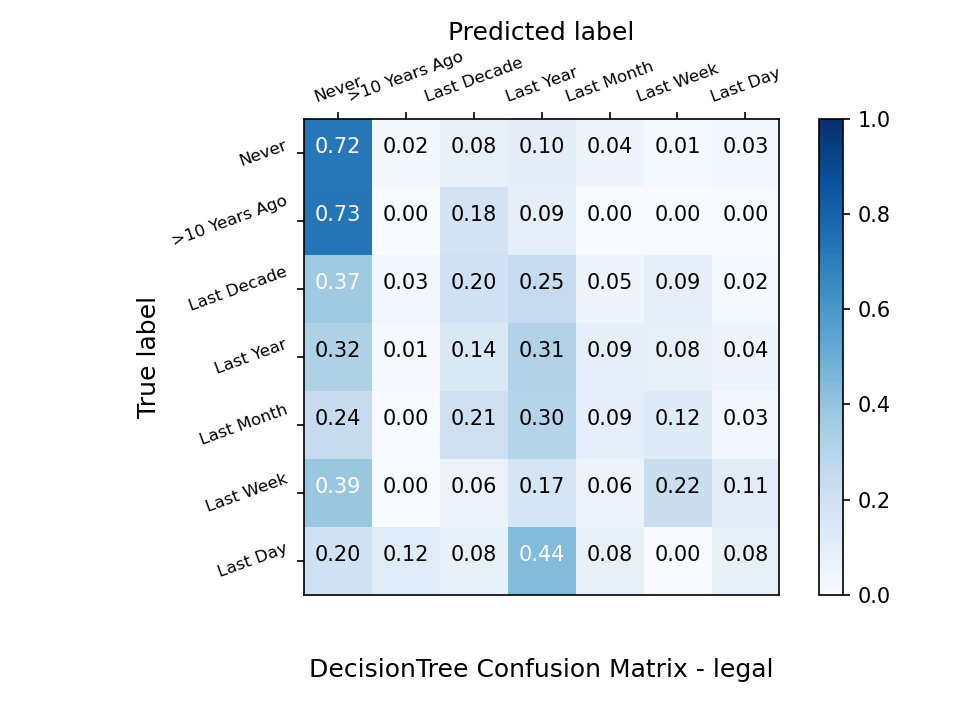 Predicted label
Never >10 Years Ago Last Decade Last Year Last Month Last Week Last Day
Never 0.72 0.02 0.08 0.10 0.04 0.01 0.03
>10 Years Ago 0.73 0.00 0.18 0.09 0.00 0.00 0.00
Last Decade 0.37 0.03 0.20 0.25 0.05 0.09 0.02
Last Year 0.32 0.01 0.14 0.31 0.09 0.08 0.04
Last Month 0.24 0.00 0.21 0.30 0.09 0.12 0.03
Last Week 0.39 0.00 0.06 0.17 0.06 0.22 0.11
Last Day 0.20 0.12 0.08 0.44 0.08 0.00 0.08
True label
1.0
0.8
0.6
0.4
0.2
0.0
DecisionTree Confusion Matrix - legal